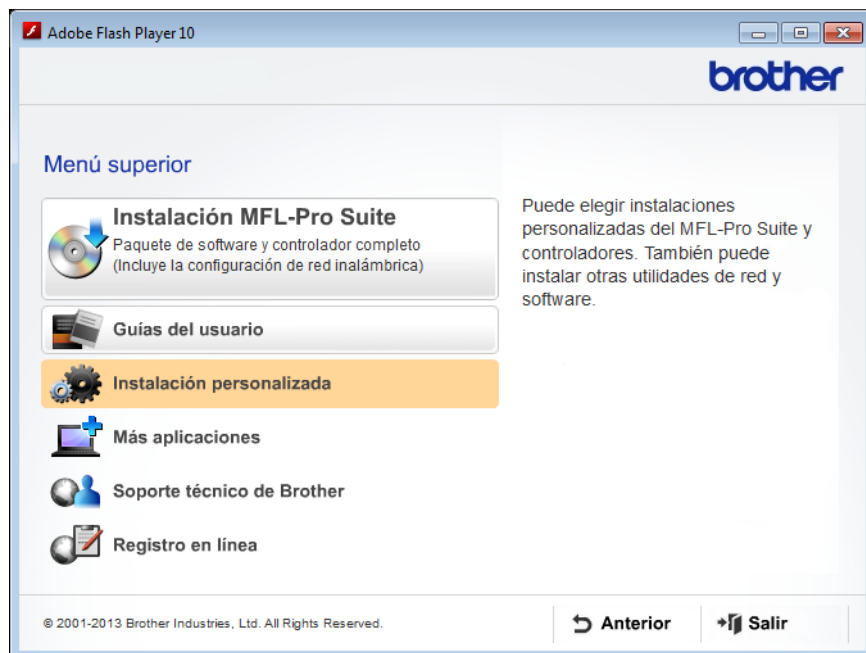 Adobe Flash Player 10
brother
Menú superior
Instalación MFL-Pro Suite
Paquete de software y controlador completo
(Incluye la configuración de red inalámbrica)
Guías del usuario
Instalación personalizada
Más aplicaciones
Soporte técnico de Brother
Registro en línea
Puede elegir instalaciones
personalizadas del MFL-Pro Suite y
controladores. También puede
instalar otras utilidades de red y
software.
© 2001-2013 Brother Industries, Ltd. All Rights Reserved.
Anterior
Salir